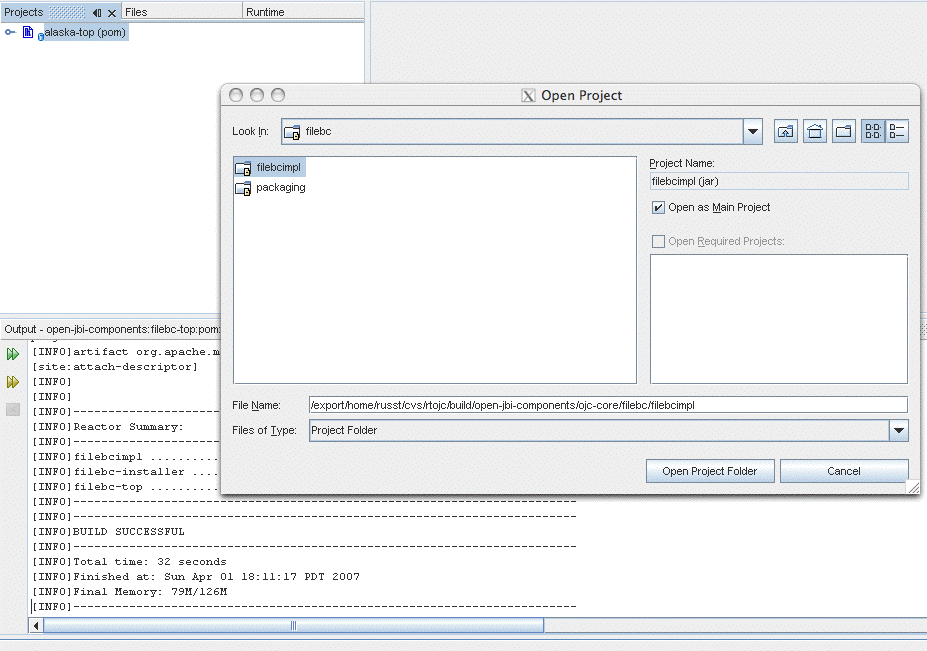 Projects Files Runtime
alaska-top (pom)
Open Project
Look In: filebc
filebcimpl
packaging
Project Name:
filebcimpl (jar)
Open as Main Project
Open Required Projects:
File Name: /export/home/russt/cvs/rtojc/build/open-jbi-components/ojc-core/filebc/filebcimpl
Files of Type: Project Folder
Open Project Folder Cancel
Output - open-jbi-components:filebc-top:pom:
[INFO]artifact org.apache.m
[site:attach-descriptor]
[INFO]
[INFO]
[INFO]------------------------------------------------------------------------
[INFO]Reactor Summary:
[INFO]------------------------------------------------------------------------
[INFO]filebcimpl ..........
[INFO]filebc-installer ....
[INFO]filebc-top ..........
[INFO]------------------------------------------------------------------------
[INFO]------------------------------------------------------------------------
[INFO]BUILD SUCCESSFUL
[INFO]------------------------------------------------------------------------
[INFO]Total time: 32 seconds
[INFO]Finished at: Sun Apr 01 18:11:17 PDT 2007
[INFO]Final Memory: 79M/126M
[INFO]------------------------------------------------------------------------